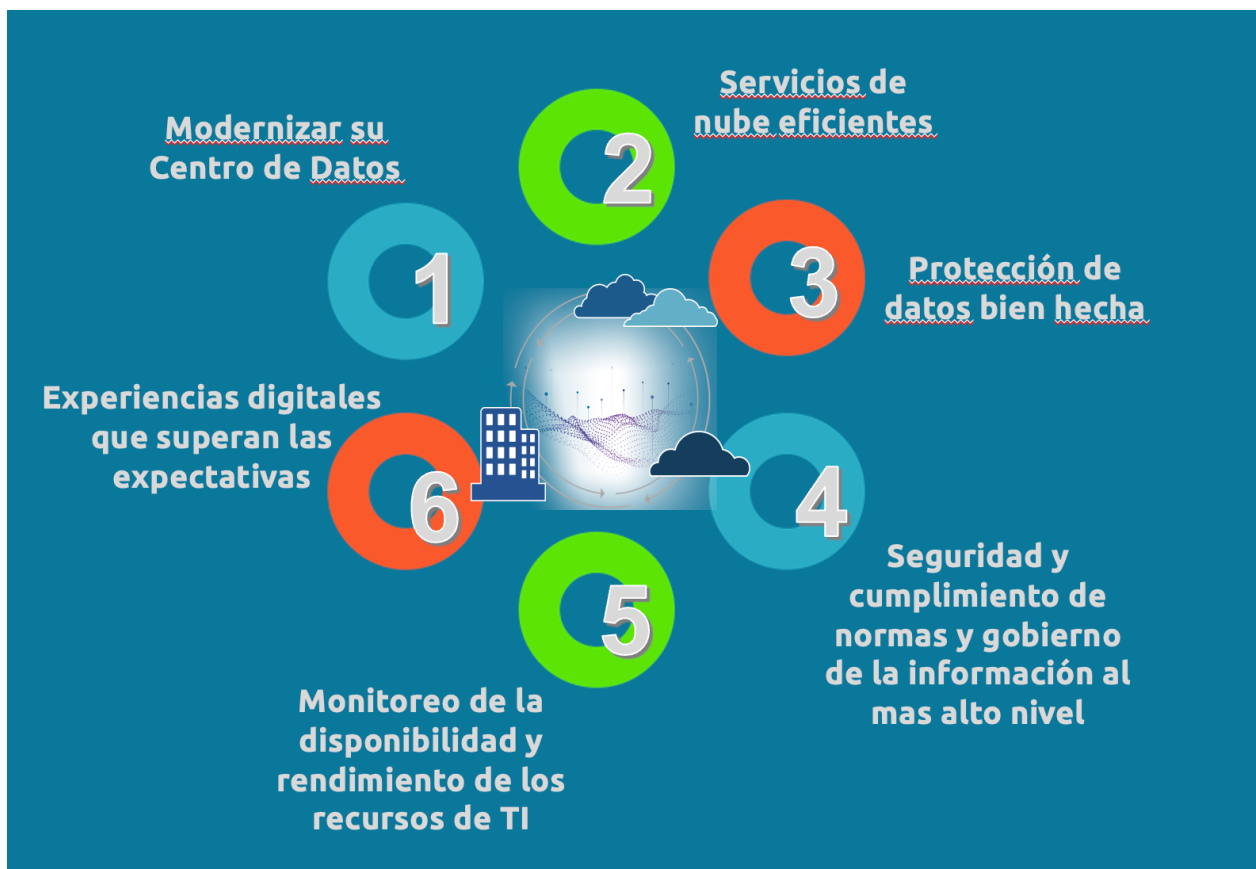 1
Modernizar su
Centro de Datos
2
Servicios de
nube eficientes
3
Protección de
datos bien hecha
4
Seguridad y
cumplimiento de
normas y gobierno
de la información al
mas alto nivel
5
Monitoreo de la
disponibilidad y
rendimiento de los
recursos de TI
6
Experiencias digitales
que superan las
expectativas